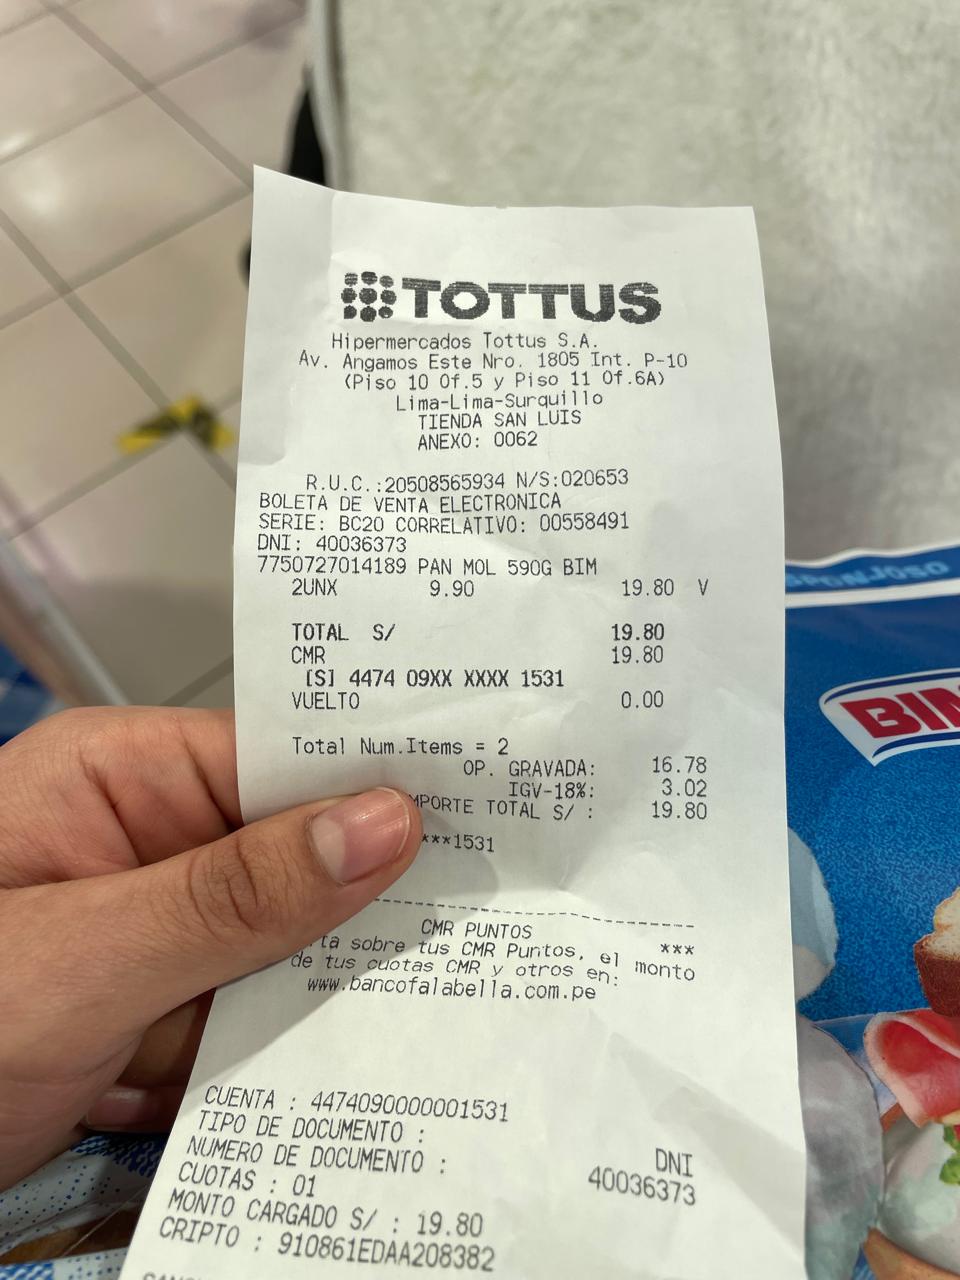 TOTTUS
Hipermercados Tottus S.A.
Av. Angamos Este Nro. 1805 Int. P-10
(Piso 10 Of.5 y Piso 11 Of.6A)
Lima-Lima-Surquillo
TIENDA SAN LUIS
ANEXO: 0062
R.U.C.:20508565934 N/S:020653
BOLETA DE VENTA ELECTRONICA
SERIE: BC20 CORRELATIVO: 00558491
DNI: 40036373
7750727014189 PAN MOL 590G BIM
2UNX 9.90 19.80 V
TOTAL S/ 19.80
CMR 19.80
[S] 4474 09XX XXXX 1531
VUELTO 0.00
Total Num.Items = 2
OP. GRAVADA: 16.78
IGV-18%: 3.02
MPORTE TOTAL S/ : 19.80
***1531
CMR PUNTOS
ta sobre tus CMR Puntos, el monto ***
de tus cuotas CMR y otros en:
www.bancofalabella.com.pe
CUENTA : 4474090000001531
TIPO DE DOCUMENTO : DNI
NUMERO DE DOCUMENTO : 40036373
CUOTAS : 01
MONTO CARGADO S/ : 19.80
CRIPTO : 910861EDAA208382
SPONJOSO
BIM